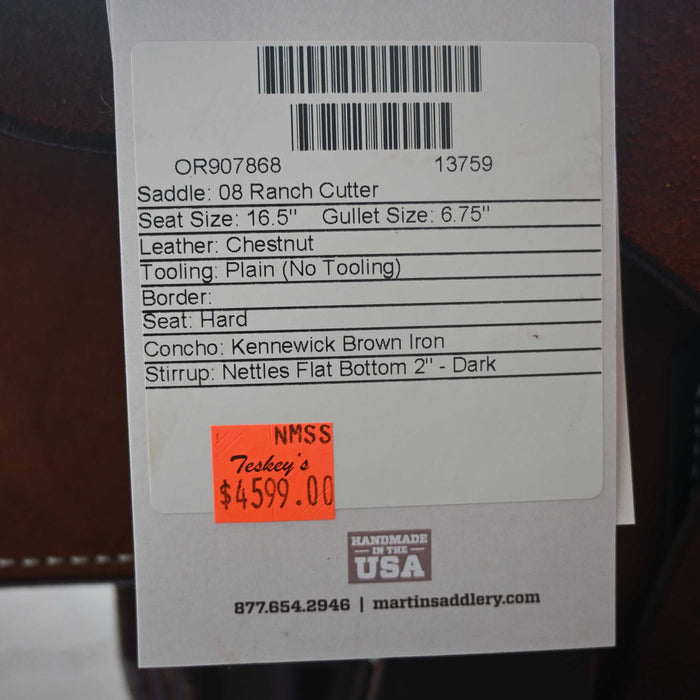 OR907868 13759
Saddle: 08 Ranch Cutter
Seat Size: 16.5" Gullet Size: 6.75"
Leather: Chestnut
Tooling: Plain (No Tooling)
Border:
Seat: Hard
Concho: Kennewick Brown Iron
Stirrup: Nettles Flat Bottom 2" - Dark
NMSS
Teskey's
$4599.00
HANDMADE
IN THE
USA
877.654.2946 | martinsaddlery.com